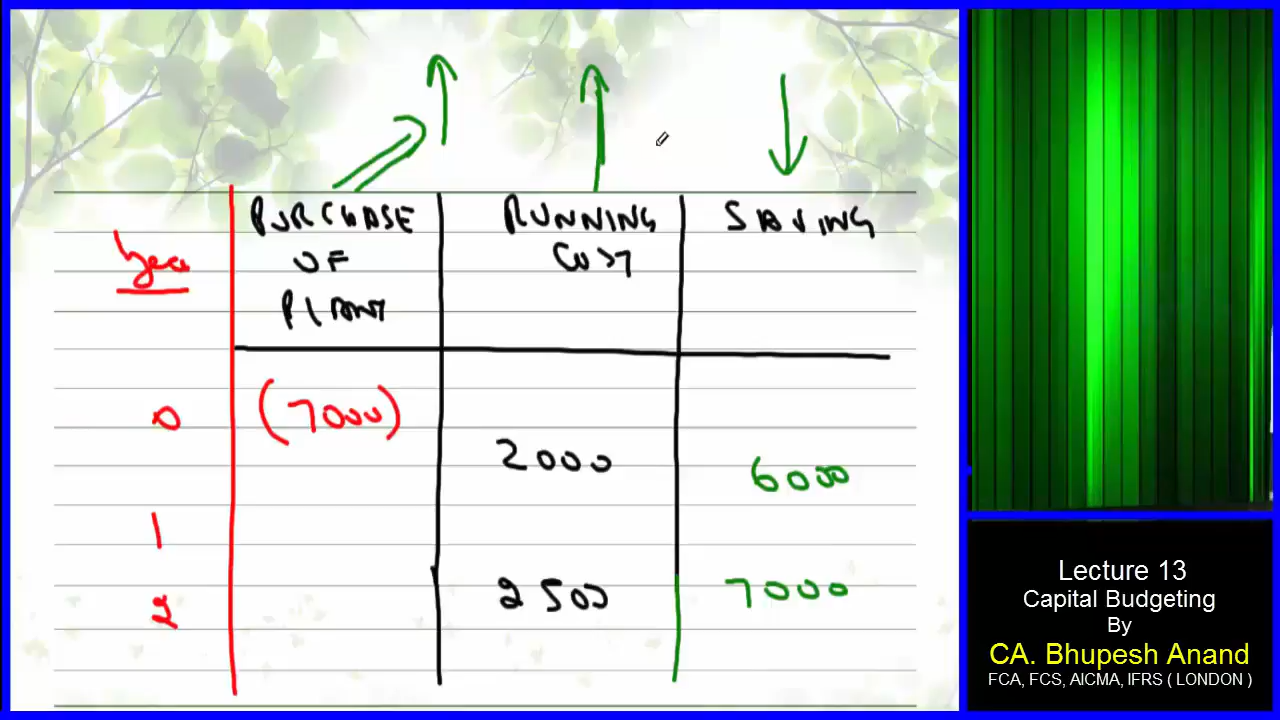 PURCHASE RUNNING SAVING
Year OF COST
PLANT
0 (7000)
2000 6000
1
2 2500 7000
Lecture 13
Capital Budgeting
By
CA. Bhupesh Anand
FCA, FCS, AICMA, IFRS ( LONDON )